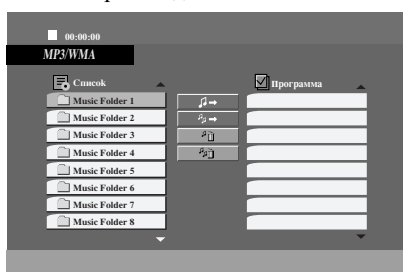 00:00:00
MP3/WMA
Список
Программа
Music Folder 1
Music Folder 2
Music Folder 3
Music Folder 4
Music Folder 5
Music Folder 6
Music Folder 7
Music Folder 8